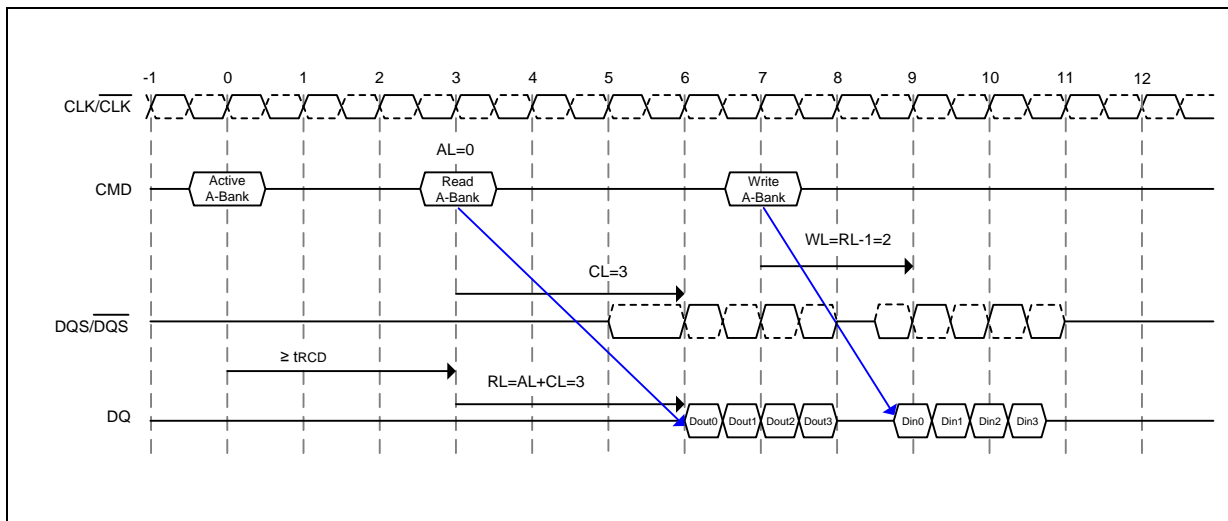 -1 0 1 2 3 4 5 6 7 8 9 10 11 12
CLK/C̅L̅K̅
AL=0
CMD
Active
A-Bank
Read
A-Bank
Write
A-Bank
WL=RL-1=2
CL=3
DQS/D̅Q̅S̅
≥ tRCD
RL=AL+CL=3
DQ
Dout0 Dout1 Dout2 Dout3 Din0 Din1 Din2 Din3